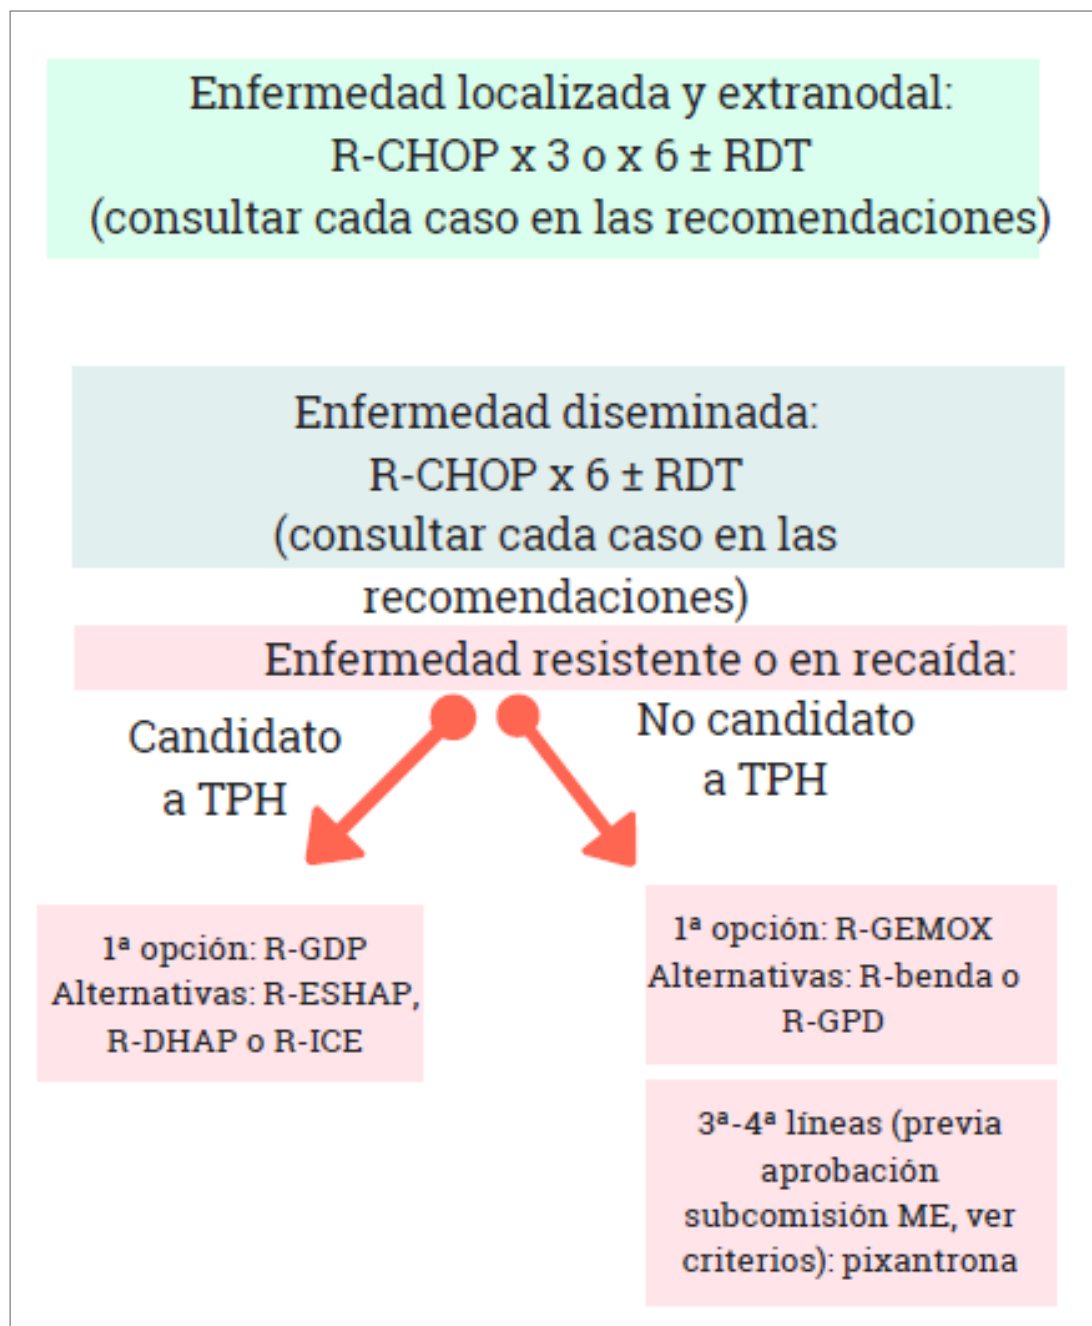 Enfermedad localizada y extranodal:
R-CHOP x 3 o x 6 ± RDT
(consultar cada caso en las recomendaciones)
Enfermedad diseminada:
R-CHOP x 6 ± RDT
(consultar cada caso en las
recomendaciones)
Enfermedad resistente o en recaída:
Candidato
a TPH
No candidato
a TPH
1ª opción: R-GDP
Alternativas: R-ESHAP,
R-DHAP o R-ICE
1ª opción: R-GEMOX
Alternativas: R-benda o
R-GPD
3ª-4ª líneas (previa
aprobación
subcomisión ME, ver
criterios): pixantrona